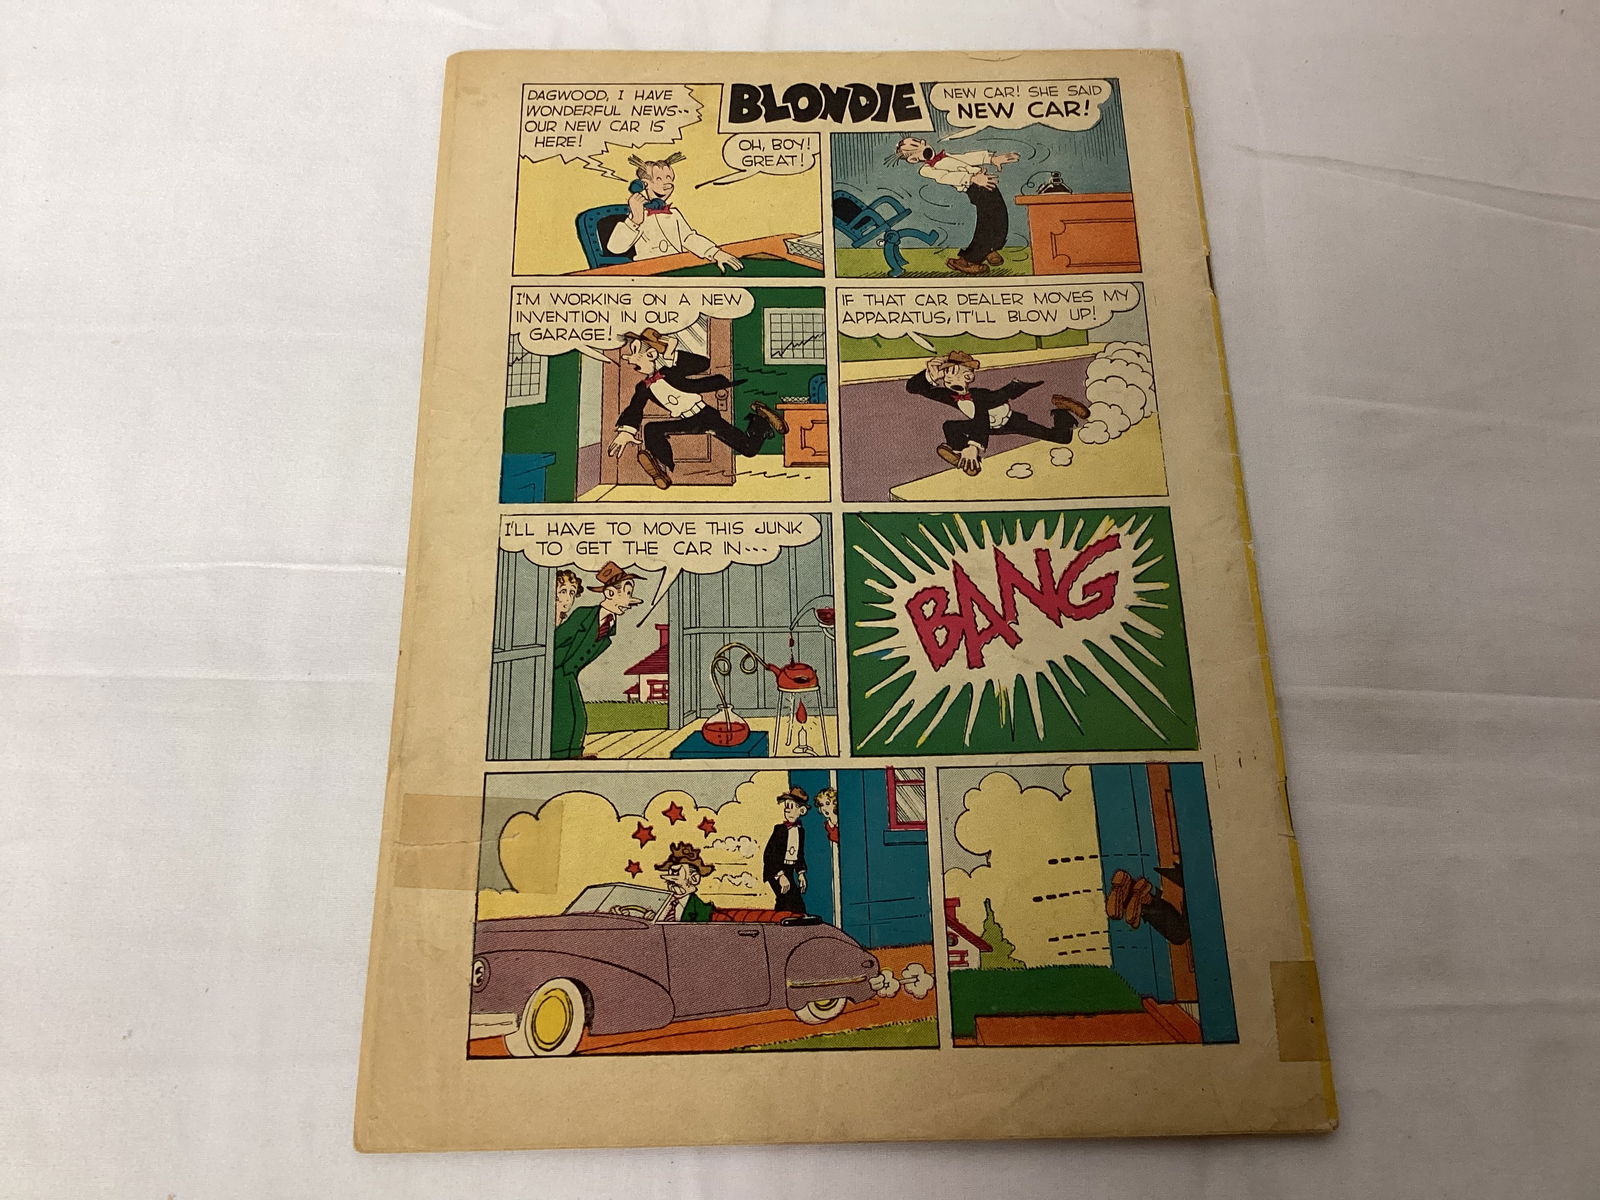 BLONDIE
DAGWOOD, I HAVE
WONDERFUL NEWS--
OUR NEW CAR IS
HERE!
OH, BOY!
GREAT!
NEW CAR! SHE SAID
NEW CAR!
I'M WORKING ON A NEW
INVENTION IN OUR
GARAGE!
IF THAT CAR DEALER MOVES MY
APPARATUS, IT'LL BLOW UP!
I'LL HAVE TO MOVE THIS JUNK
TO GET THE CAR IN---
BANG